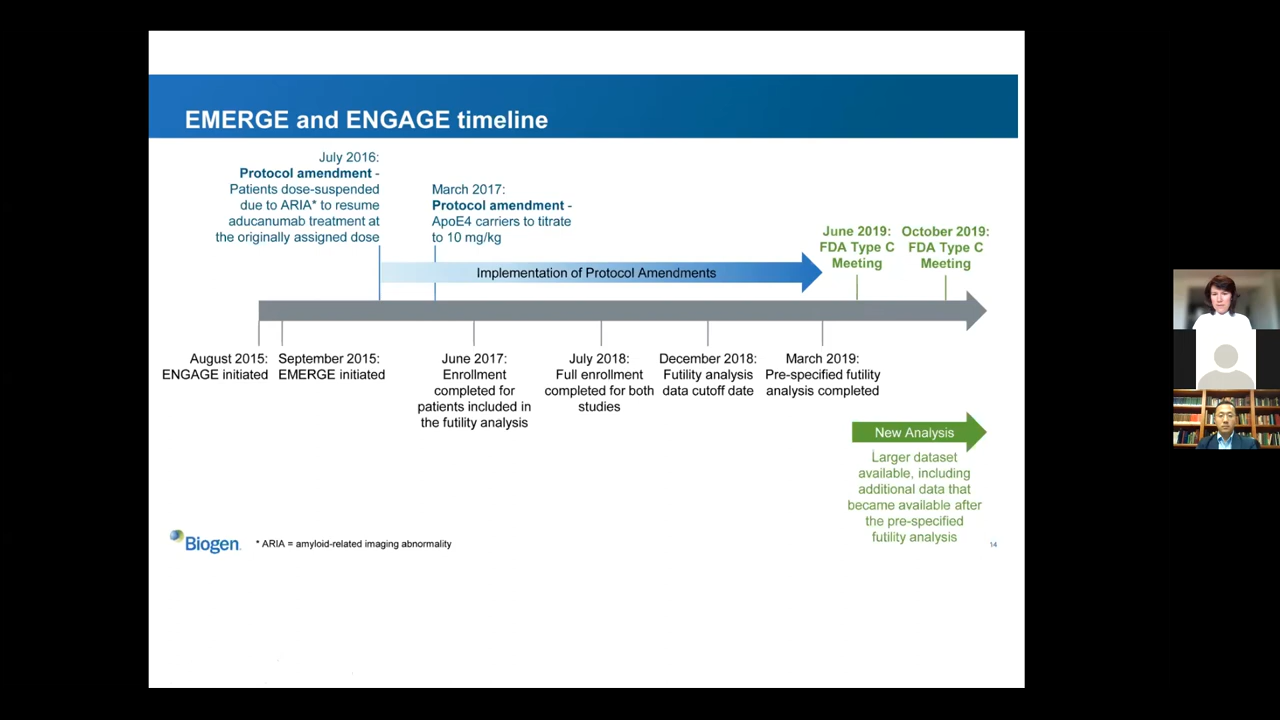 EMERGE and ENGAGE timeline
July 2016:
Protocol amendment -
Patients dose-suspended
due to ARIA* to resume
aducanumab treatment at
the originally assigned dose
March 2017:
Protocol amendment -
ApoE4 carriers to titrate
to 10 mg/kg
June 2019:
FDA Type C
Meeting
October 2019:
FDA Type C
Meeting
Implementation of Protocol Amendments
August 2015:
ENGAGE initiated
September 2015:
EMERGE initiated
June 2017:
Enrollment
completed for
patients included in
the futility analysis
July 2018:
Full enrollment
completed for both
studies
December 2018:
Futility analysis
data cutoff date
March 2019:
Pre-specified futility
analysis completed
New Analysis
Larger dataset
available, including
additional data that
became available after
the pre-specified
futility analysis
Biogen
* ARIA = amyloid-related imaging abnormality
14